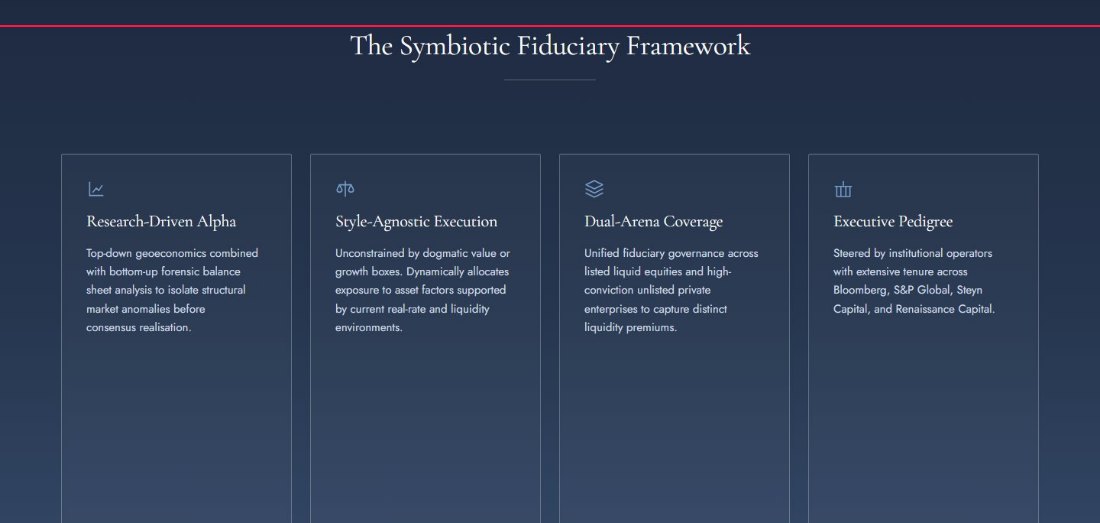 The Symbiotic Fiduciary Framework
Research-Driven Alpha
Top-down geoeconomics combined
with bottom-up forensic balance
sheet analysis to isolate structural
market anomalies before
consensus realisation.
Style-Agnostic Execution
Unconstrained by dogmatic value or
growth boxes. Dynamically allocates
exposure to asset factors supported
by current real-rate and liquidity
environments.
Dual-Arena Coverage
Unified fiduciary governance across
listed liquid equities and high-
conviction unlisted private
enterprises to capture distinct
liquidity premiums.
Executive Pedigree
Steered by institutional operators
with extensive tenure across
Bloomberg, S&P Global, Steyn
Capital, and Renaissance Capital.